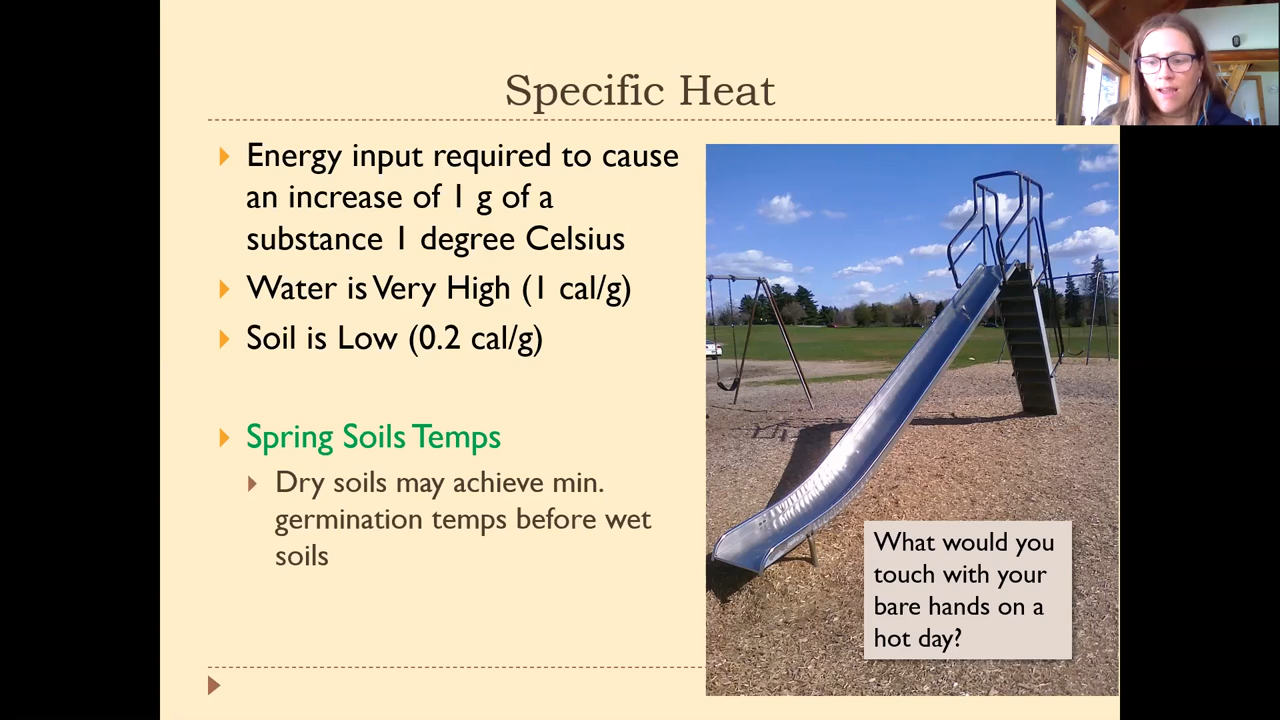 Specific Heat
Energy input required to cause
an increase of 1 g of a
substance 1 degree Celsius
Water is Very High (1 cal/g)
Soil is Low (0.2 cal/g)
Spring Soils Temps
Dry soils may achieve min.
germination temps before wet
soils
What would you
touch with your
bare hands on a
hot day?